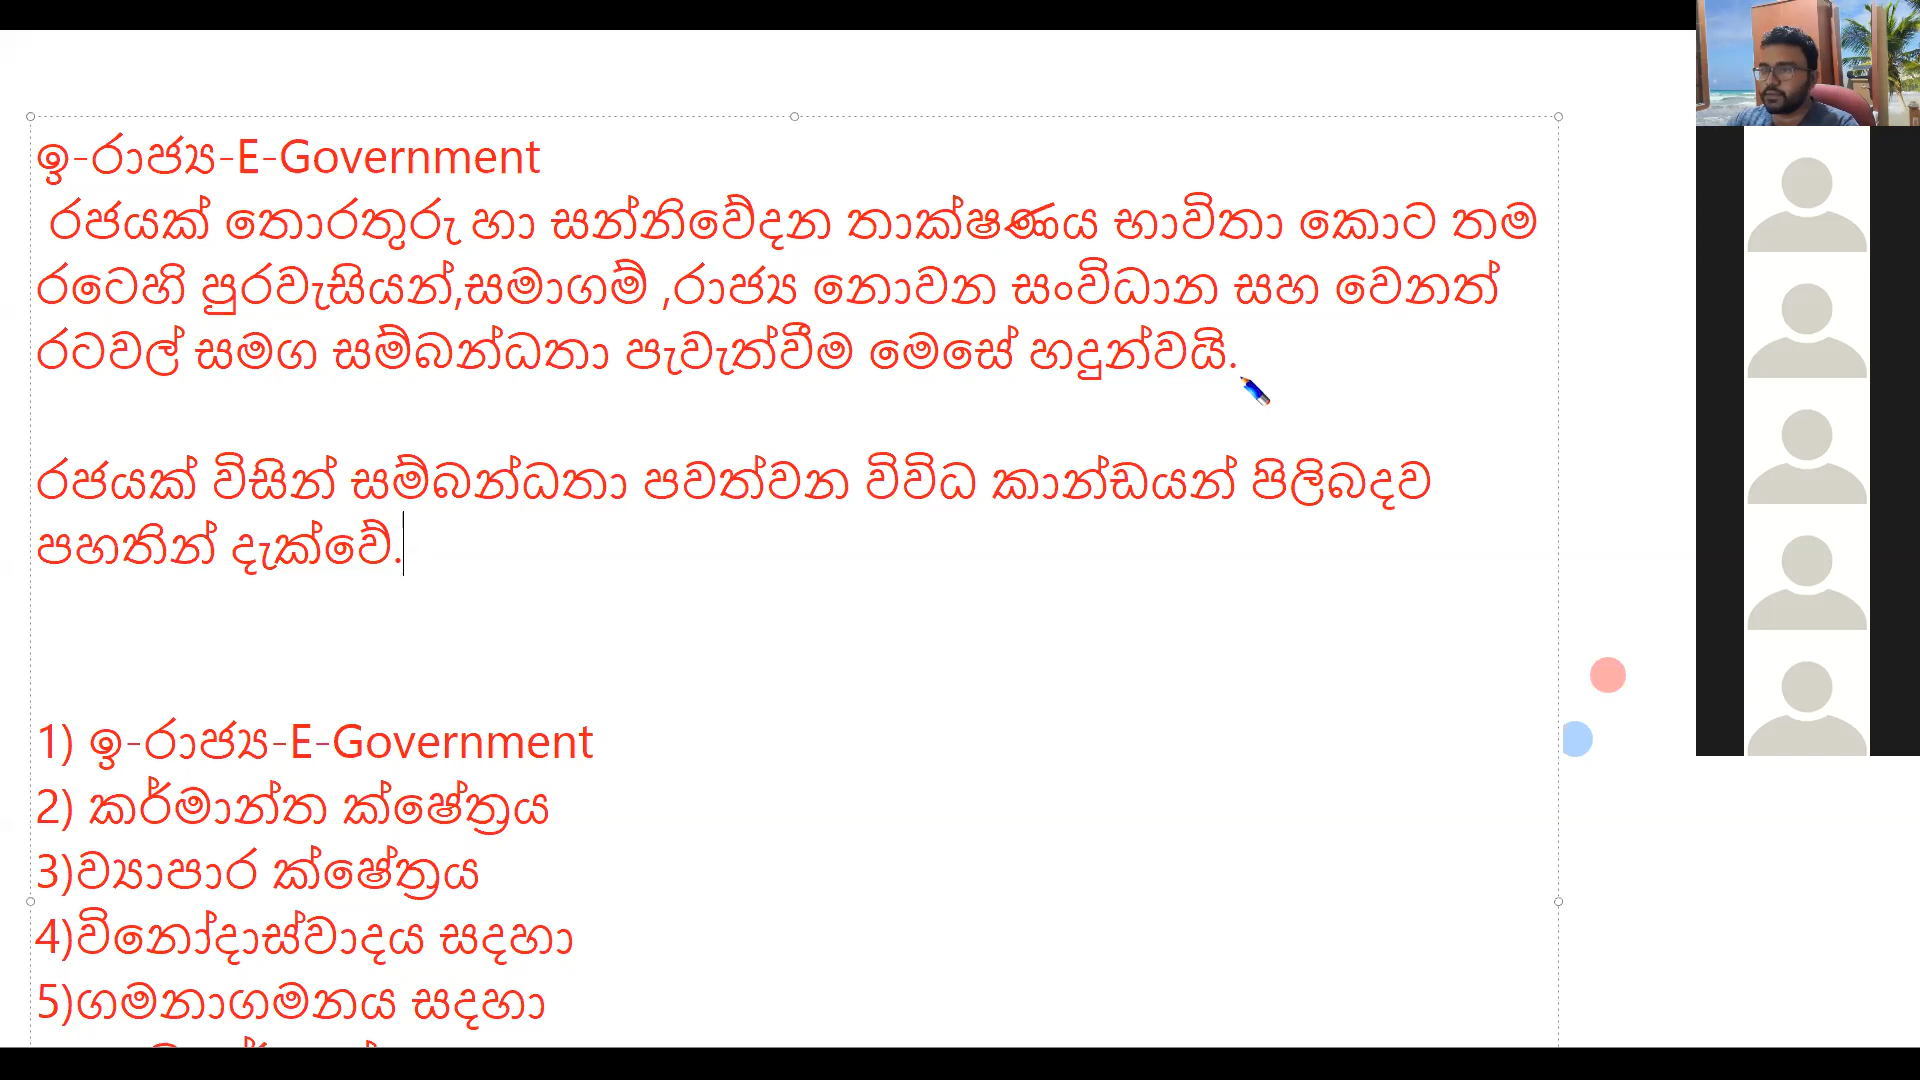 ඉ-රාජ්‍ය-E-Government
රජයක් තොරතුරු හා සන්නිවේදන තාක්ෂණය භාවිතා කොට තම
රටෙහි පුරවැසියන්,සමාගම් ,රාජ්‍ය නොවන සංවිධාන සහ වෙනත්
රටවල් සමග සම්බන්ධතා පැවැත්වීම මෙසේ හදුන්වයි.
රජයක් විසින් සම්බන්ධතා පවත්වන විවිධ කාන්ඩයන් පිලිබදව
පහතින් දැක්වේ.
1) ඉ-රාජ්‍ය-E-Government
2) කර්මාන්ත ක්ෂේත්‍රය
3)ව්‍යාපාර ක්ෂේත්‍රය
4)විනෝදාස්වාදය සදහා
5)ගමනාගමනය සදහා